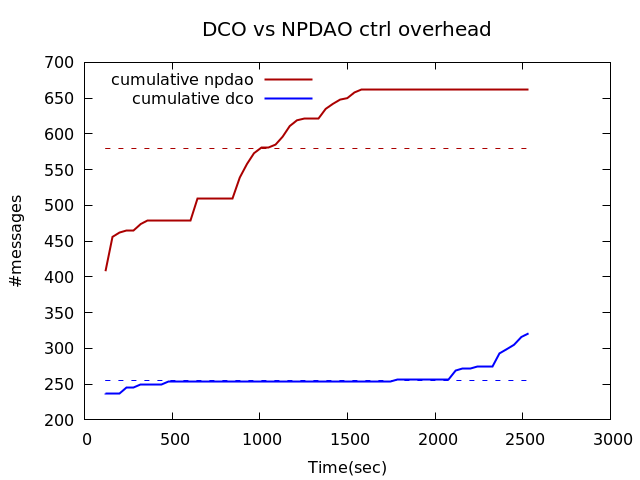 DCO vs NPDAO ctrl overhead
700
650
600
550
500
450
400
350
300
250
200
#messages
cumulative npdao
cumulative dco
0 500 1000 1500 2000 2500 3000
Time(sec)